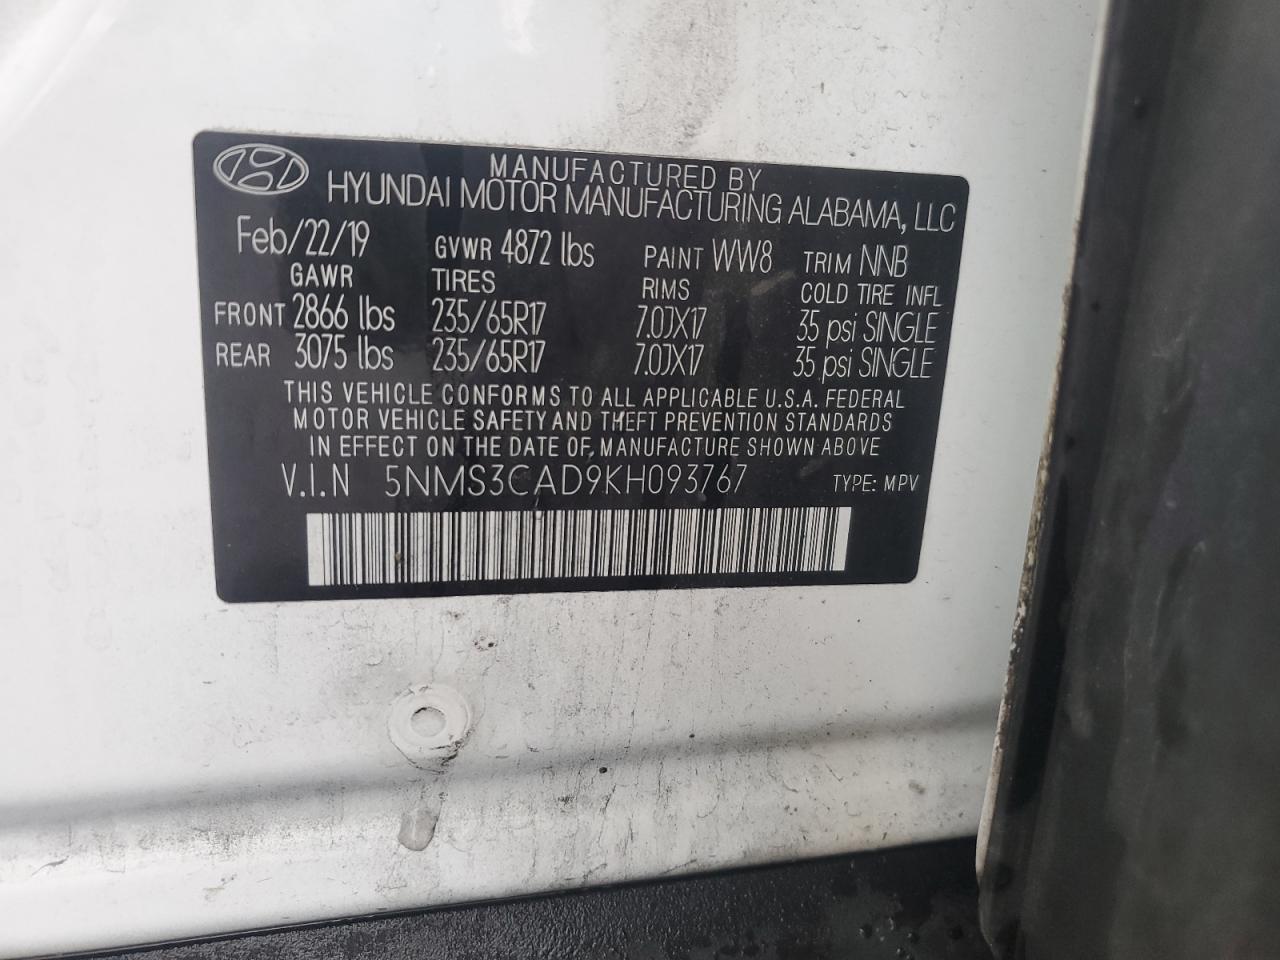 MANUFACTURED BY
HYUNDAI MOTOR MANUFACTURING ALABAMA, LLC
Feb/22/19 GVWR 4872 lbs PAINT WW8 TRIM NNB
GAWR TIRES RIMS COLD TIRE INFL
FRONT 2866 lbs 235/65R17 7.0JX17 35 psi SINGLE
REAR 3075 lbs 235/65R17 7.0JX17 35 psi SINGLE
THIS VEHICLE CONFORMS TO ALL APPLICABLE U.S.A. FEDERAL
MOTOR VEHICLE SAFETY AND THEFT PREVENTION STANDARDS
IN EFFECT ON THE DATE OF MANUFACTURE SHOWN ABOVE
V.I.N 5NMS3CAD9KH093767 TYPE: MPV